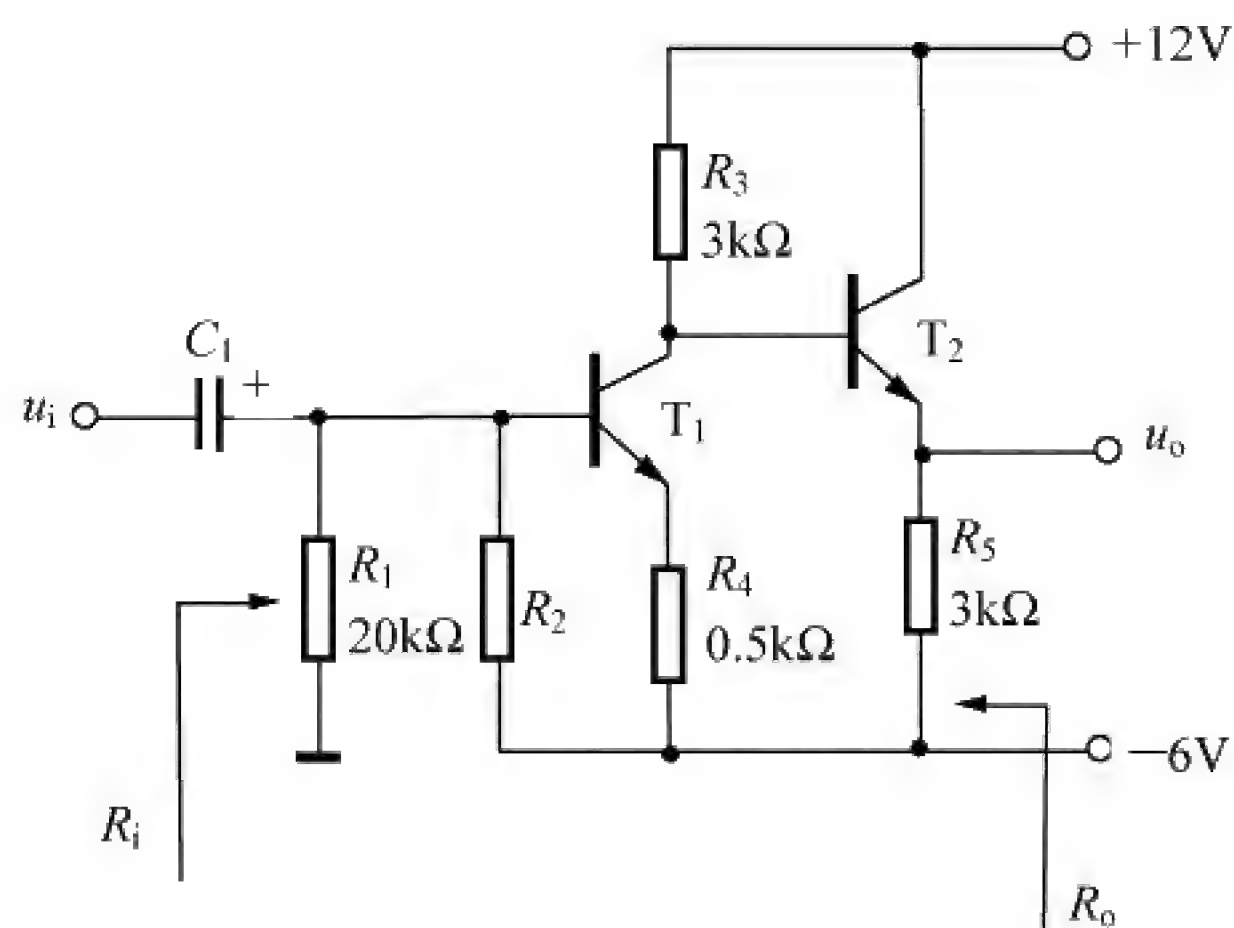 +12V
R₃
3kΩ
C₁
+
T₂
uᵢ
T₁
uₒ
R₁
20kΩ
R₂
R₄
0.5kΩ
R₅
3kΩ
−6V
Rᵢ
Rₒ